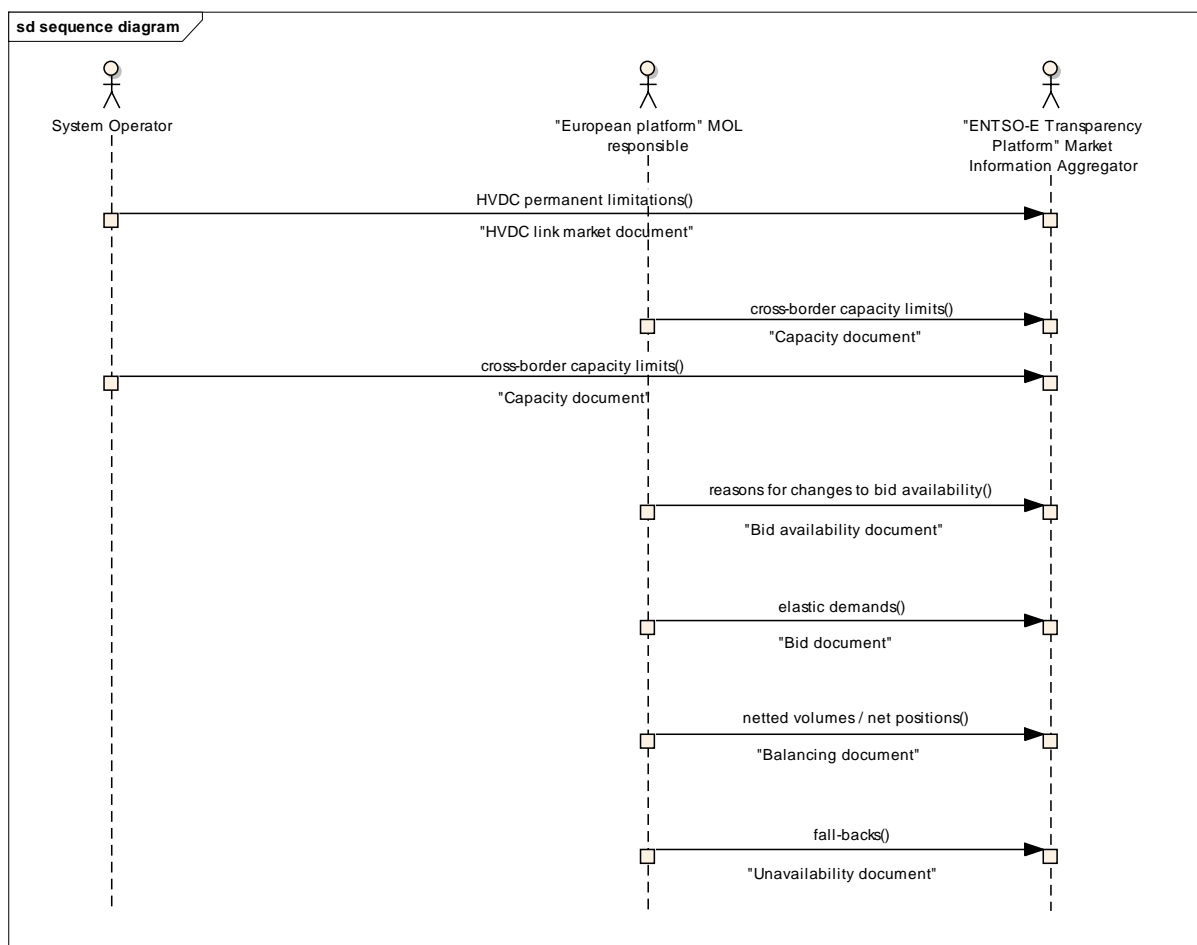 sd sequence diagram
System Operator
"European platform" MOL
responsible
"ENTSO-E Transparency
Platform" Market
Information Aggregator
HVDC permanent limitations()
"HVDC link market document"
cross-border capacity limits()
"Capacity document"
cross-border capacity limits()
"Capacity document"
reasons for changes to bid availability()
"Bid availability document"
elastic demands()
"Bid document"
netted volumes / net positions()
"Balancing document"
fall-backs()
"Unavailability document"